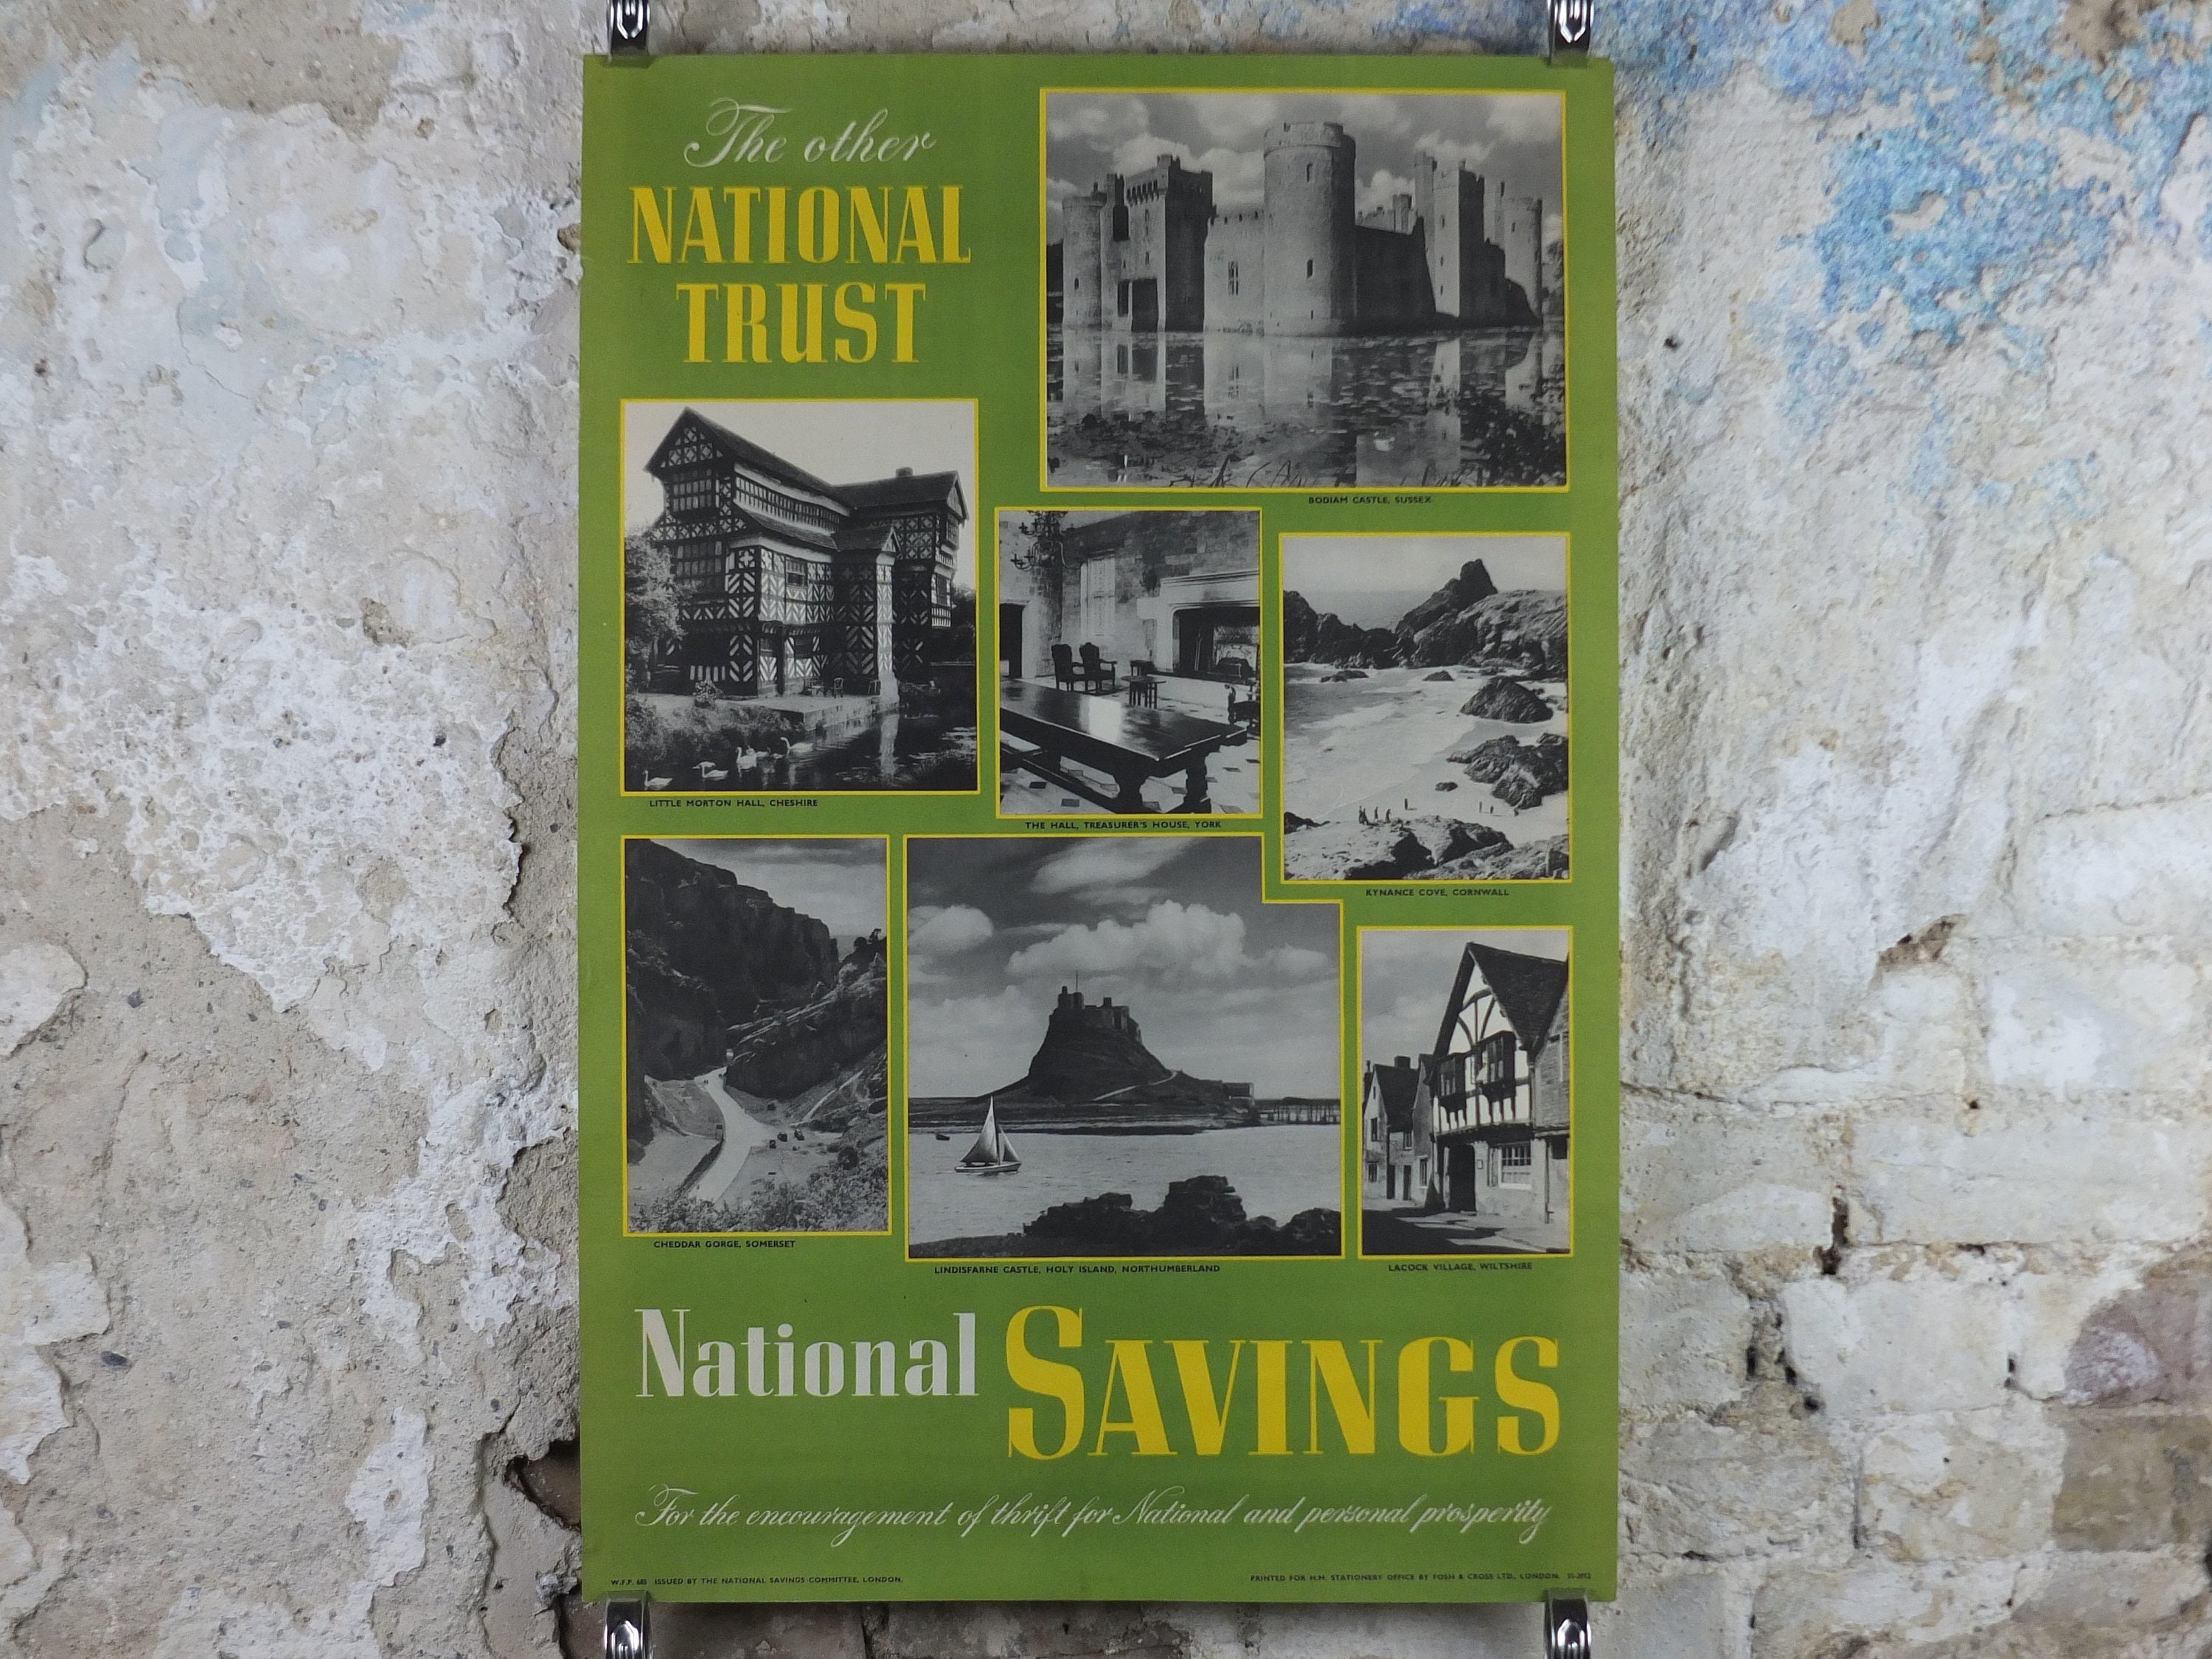 The other
NATIONAL
TRUST
BODIAM CASTLE, SUSSEX
LITTLE MORTON HALL, CHESHIRE
THE HALL, TREASURER'S HOUSE, YORK
KYNANCE COVE, CORNWALL
CHEDDAR GORGE, SOMERSET
LINDISFARNE CASTLE, HOLY ISLAND, NORTHUMBERLAND
LACOCK VILLAGE, WILTSHIRE
National SAVINGS
For the encouragement of thrift for National and personal prosperity
ISSUED BY THE NATIONAL SAVINGS COMMITTEE, LONDON.
PRINTED FOR H.M. STATIONERY OFFICE BY FOSH & CROSS LTD., LONDON.